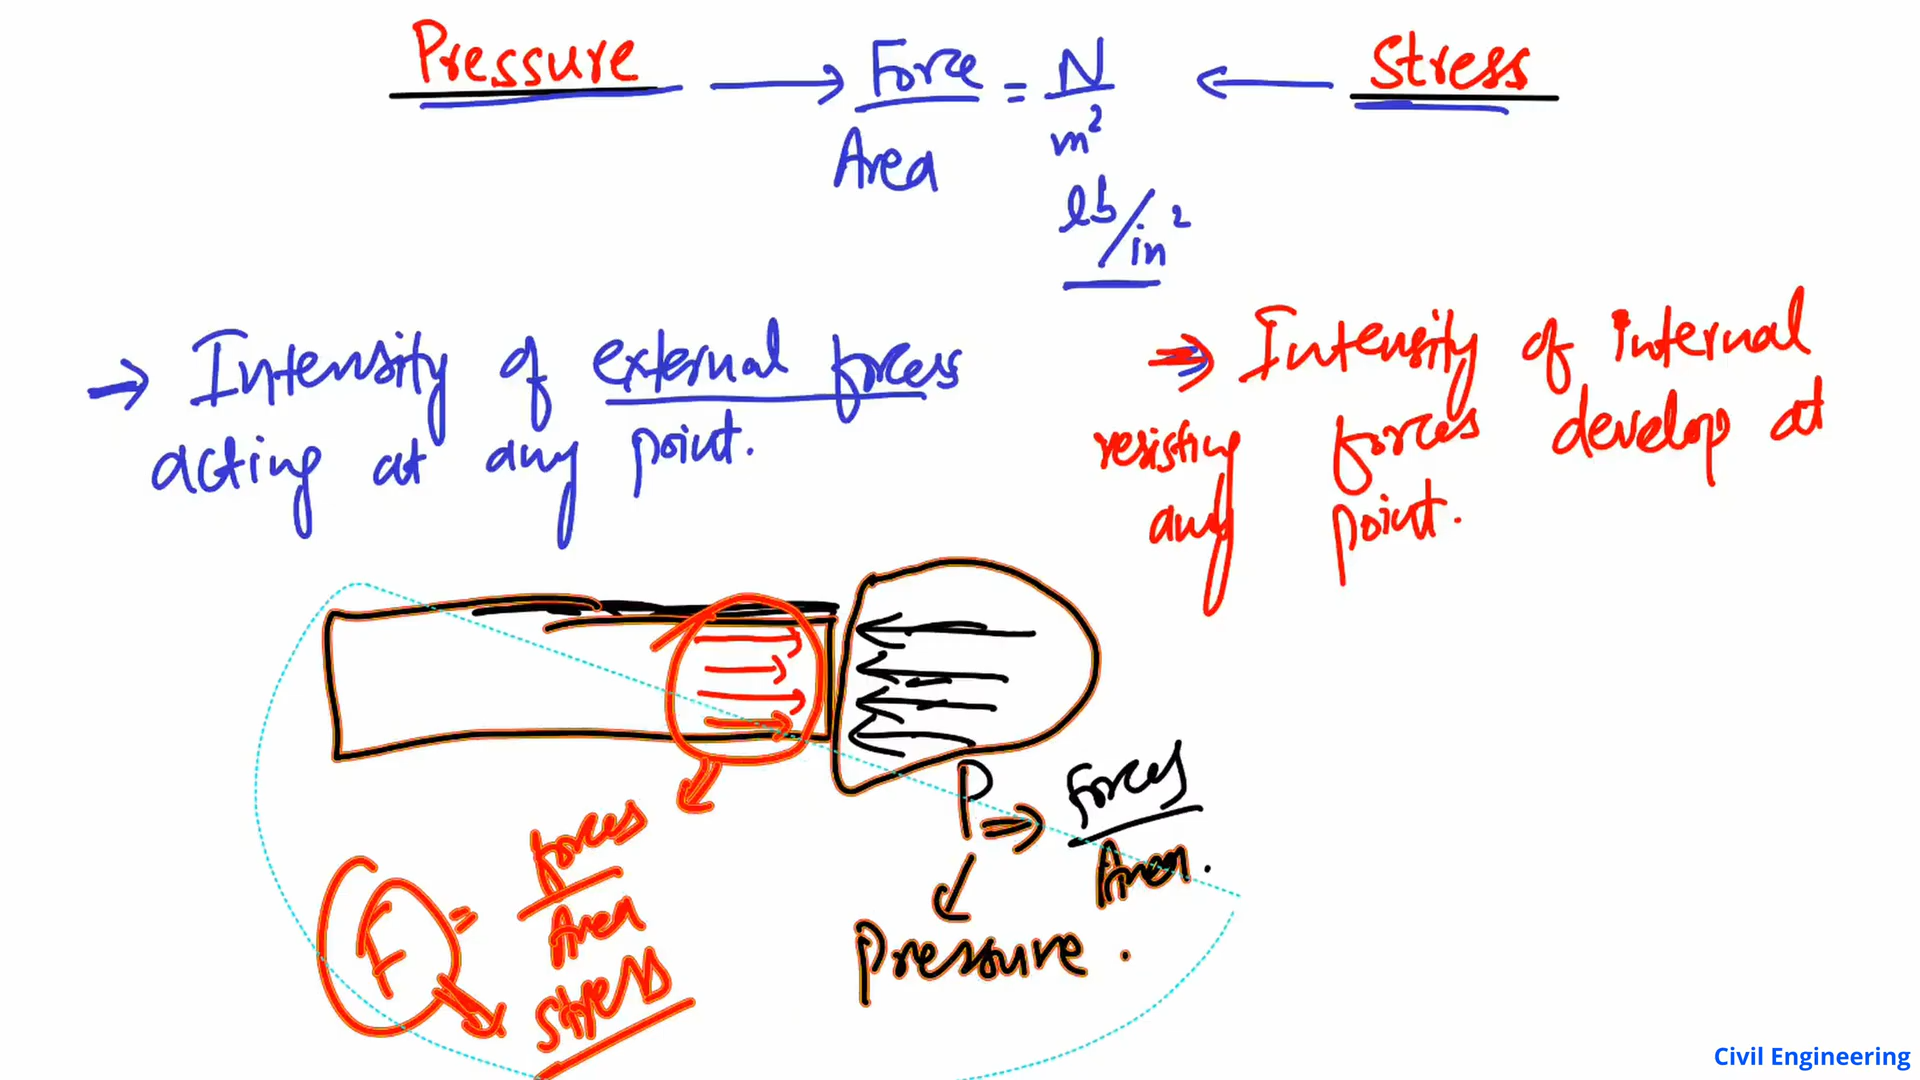 Pressure
Force
Area
= N
m²
lb/in²
Stress
→ Intensity of external forces
acting at any point.
⇒ Intensity of internal
resisting forces develop at
any point.
P ⇒ Forces
Area.
Pressure.
F = forces
Area
Stress
Civil Engineering